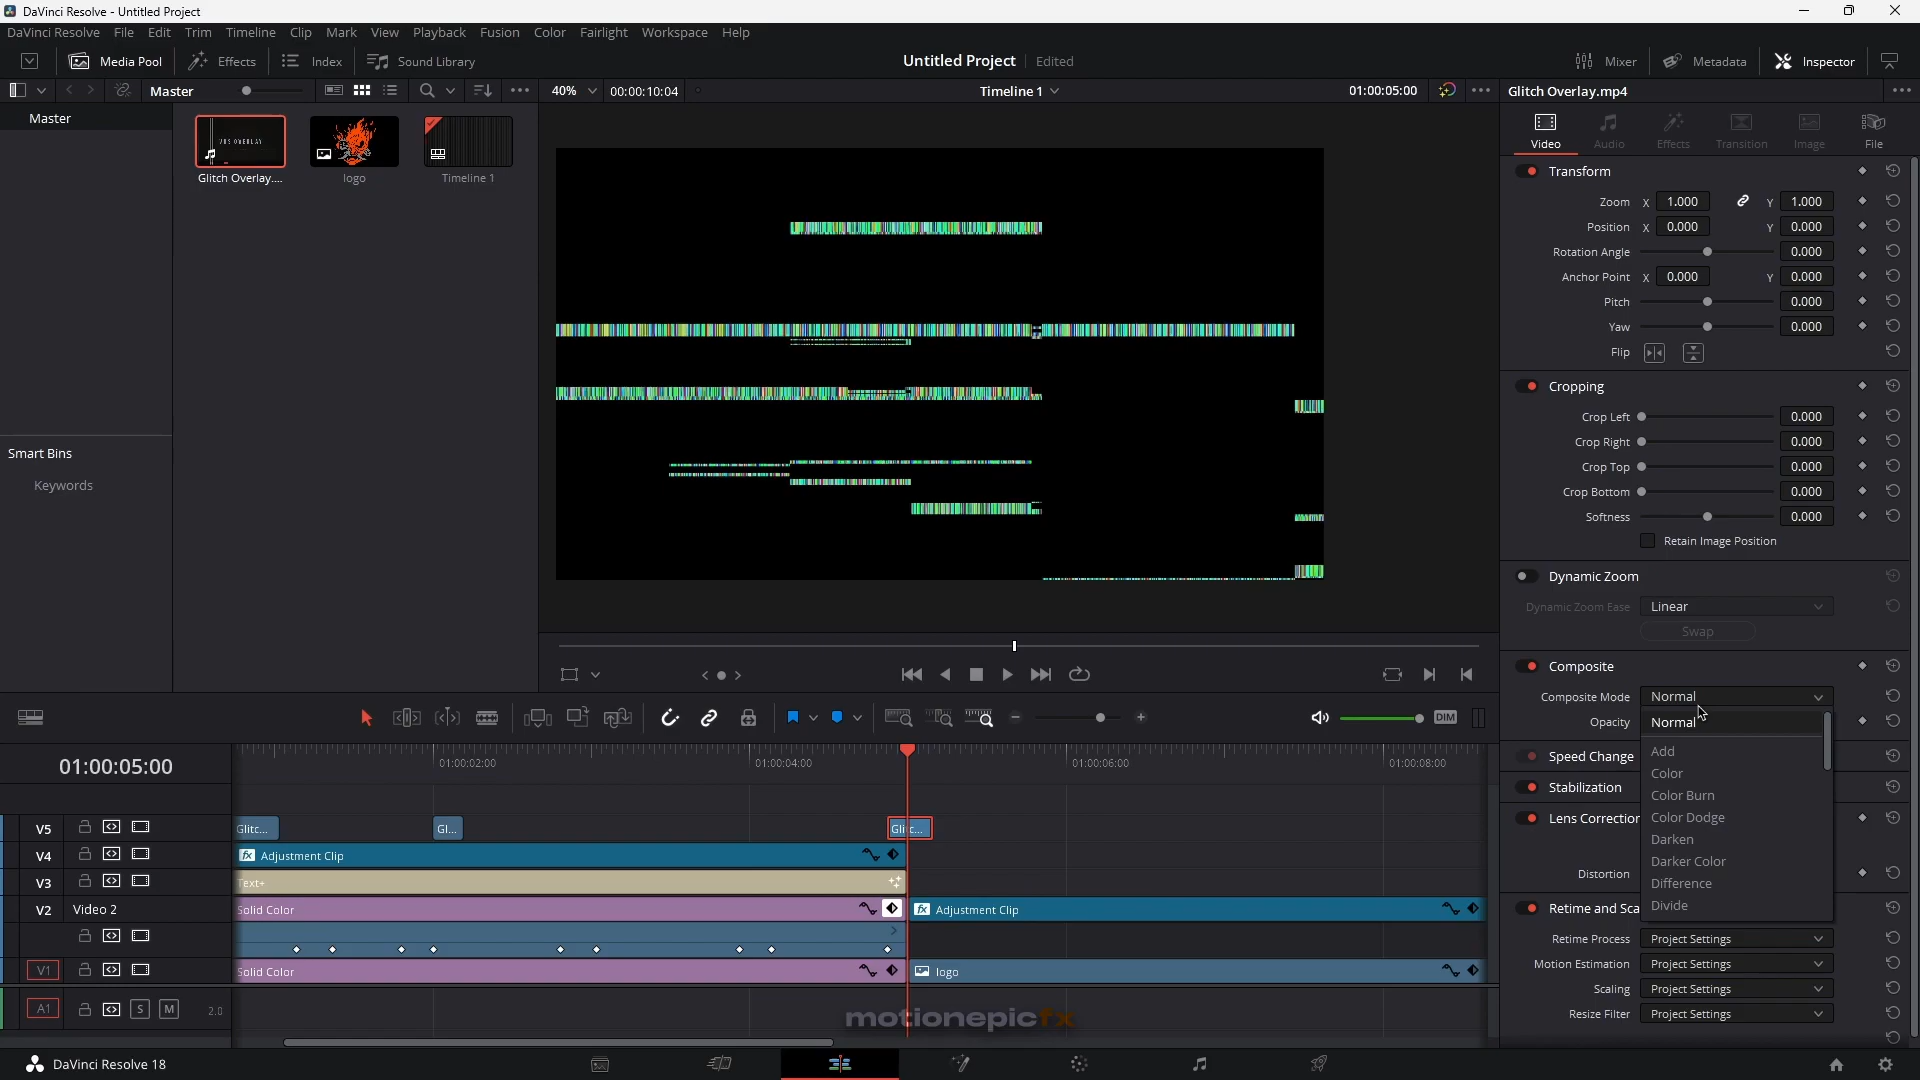 DaVinci Resolve - Untitled Project
DaVinci Resolve File Edit Trim Timeline Clip Mark View Playback Fusion Color Fairlight Workspace Help
Media Pool Effects Index Sound Library Untitled Project Edited Mixer Metadata Inspector
Master 40% 00:00:10:04 Timeline 1 01:00:05:00 Glitch Overlay.mp4
Master
VHS OVERLAY
Glitch Overlay.... logo Timeline 1
Video Audio Effects Transition Image File
Transform
Zoom X 1.000 Y 1.000
Position X 0.000 Y 0.000
Rotation Angle 0.000
Anchor Point X 0.000 Y 0.000
Pitch 0.000
Yaw 0.000
Flip
Cropping
Crop Left 0.000
Crop Right 0.000
Crop Top 0.000
Crop Bottom 0.000
Softness 0.000
Retain Image Position
Smart Bins
Keywords
Dynamic Zoom
Dynamic Zoom Ease Linear
Swap
Composite
Composite Mode Normal
Opacity Normal
Add
Color
Color Burn
Color Dodge
Darken
Darker Color
Difference
Divide
Speed Change
Stabilization
Lens Correction
Distortion
Retime and Sca
Retime Process Project Settings
Motion Estimation Project Settings
Scaling Project Settings
Resize Filter Project Settings
DIM
01:00:05:00 01:00:02:00 01:00:04:00 01:00:06:00 01:00:08:00
V5 Glitc... Gl... Glitc...
V4 fx Adjustment Clip
V3 Text+
V2 Video 2 Solid Color fx Adjustment Clip
V1 Solid Color logo
A1 S M 2.0
motionepicfx
DaVinci Resolve 18